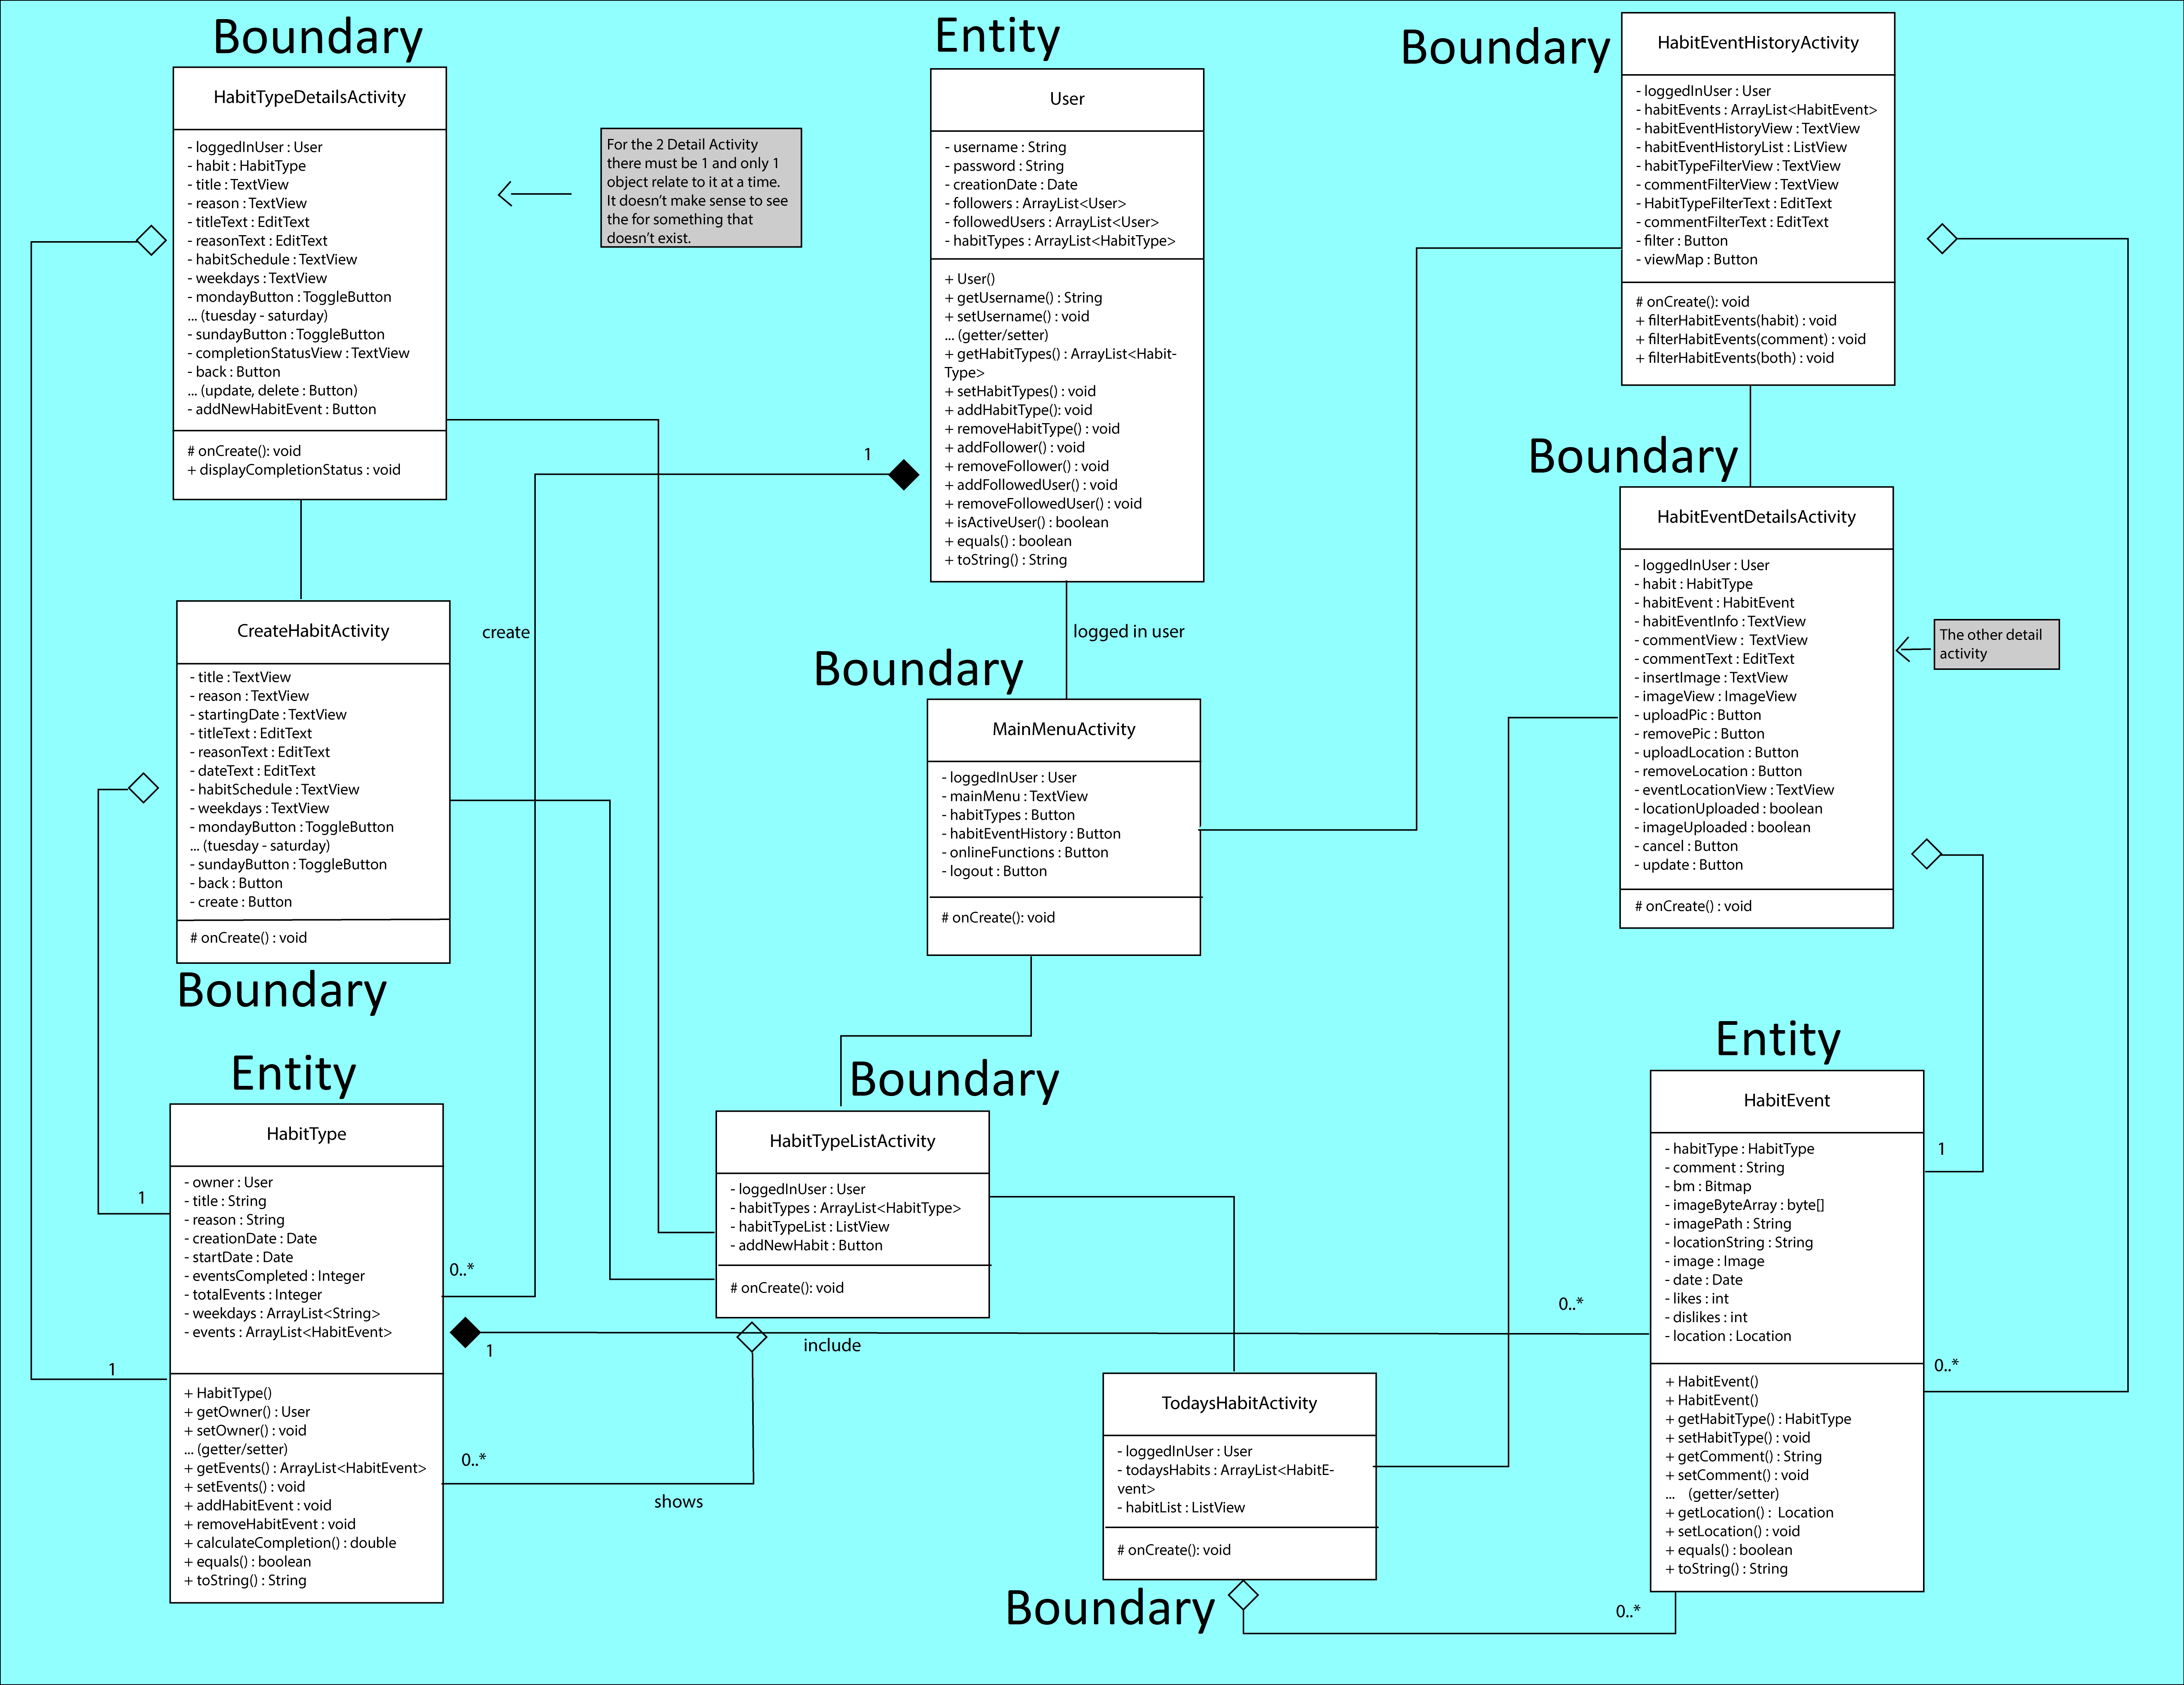 Boundary
HabitTypeDetailsActivity
- loggedInUser : User
- habit : HabitType
- title : TextView
- reason : TextView
- titleText : EditText
- reasonText : EditText
- habitSchedule : TextView
- weekdays : TextView
- mondayButton : ToggleButton
... (tuesday - saturday)
- sundayButton : ToggleButton
- completionStatusView : TextView
- back : Button
... (update, delete : Button)
- addNewHabitEvent : Button
# onCreate(): void
+ displayCompletionStatus : void
For the 2 Detail Activity
there must be 1 and only 1
object relate to it at a time.
It doesn't make sense to see
the for something that
doesn't exist.
Entity
User
- username : String
- password : String
- creationDate : Date
- followers : ArrayList<User>
- followedUsers : ArrayList<User>
- habitTypes : ArrayList<HabitType>
+ User()
+ getUsername() : String
+ setUsername() : void
... (getter/setter)
+ getHabitTypes() : ArrayList<Habit-
Type>
+ setHabitTypes() : void
+ addHabitType(): void
+ removeHabitType() : void
+ addFollower() : void
+ removeFollower() : void
+ addFollowedUser() : void
+ removeFollowedUser() : void
+ isActiveUser() : boolean
+ equals() : boolean
+ toString() : String
1
create
logged in user
Boundary
HabitEventHistoryActivity
- loggedInUser : User
- habitEvents : ArrayList<HabitEvent>
- habitEventHistoryView : TextView
- habitEventHistoryList : ListView
- habitTypeFilterView : TextView
- commentFilterView : TextView
- HabitTypeFilterText : EditText
- commentFilterText : EditText
- filter : Button
- viewMap : Button
# onCreate(): void
+ filterHabitEvents(habit) : void
+ filterHabitEvents(comment) : void
+ filterHabitEvents(both) : void
Boundary
HabitEventDetailsActivity
- loggedInUser : User
- habit : HabitType
- habitEvent : HabitEvent
- habitEventInfo : TextView
- commentView : TextView
- commentText : EditText
- insertImage : TextView
- imageView : ImageView
- uploadPic : Button
- removePic : Button
- uploadLocation : Button
- removeLocation : Button
- eventLocationView : TextView
- locationUploaded : boolean
- imageUploaded : boolean
- cancel : Button
- update : Button
# onCreate() : void
The other detail
activity
CreateHabitActivity
- title : TextView
- reason : TextView
- startingDate : TextView
- titleText : EditText
- reasonText : EditText
- dateText : EditText
- habitSchedule : TextView
- weekdays : TextView
- mondayButton : ToggleButton
... (tuesday - saturday)
- sundayButton : ToggleButton
- back : Button
- create : Button
# onCreate() : void
Boundary
Boundary
MainMenuActivity
- loggedInUser : User
- mainMenu : TextView
- habitTypes : Button
- habitEventHistory : Button
- onlineFunctions : Button
- logout : Button
# onCreate(): void
Entity
HabitType
- owner : User
- title : String
- reason : String
- creationDate : Date
- startDate : Date
- eventsCompleted : Integer
- totalEvents : Integer
- weekdays : ArrayList<String>
- events : ArrayList<HabitEvent>
+ HabitType()
+ getOwner() : User
+ setOwner() : void
... (getter/setter)
+ getEvents() : ArrayList<HabitEvent>
+ setEvents() : void
+ addHabitEvent : void
+ removeHabitEvent : void
+ calculateCompletion() : double
+ equals() : boolean
+ toString() : String
1
1
0..*
1
0..*
include
shows
Boundary
HabitTypeListActivity
- loggedInUser : User
- habitTypes : ArrayList<HabitType>
- habitTypeList : ListView
- addNewHabit : Button
# onCreate(): void
TodaysHabitActivity
- loggedInUser : User
- todaysHabits : ArrayList<HabitE-
vent>
- habitList : ListView
# onCreate(): void
Boundary
Entity
HabitEvent
- habitType : HabitType
- comment : String
- bm : Bitmap
- imageByteArray : byte[]
- imagePath : String
- locationString : String
- image : Image
- date : Date
- likes : int
- dislikes : int
- location : Location
+ HabitEvent()
+ HabitEvent()
+ getHabitType() : HabitType
+ setHabitType() : void
+ getComment() : String
+ setComment() : void
... (getter/setter)
+ getLocation() : Location
+ setLocation() : void
+ equals() : boolean
+ toString() : String
1
0..*
0..*
0..*